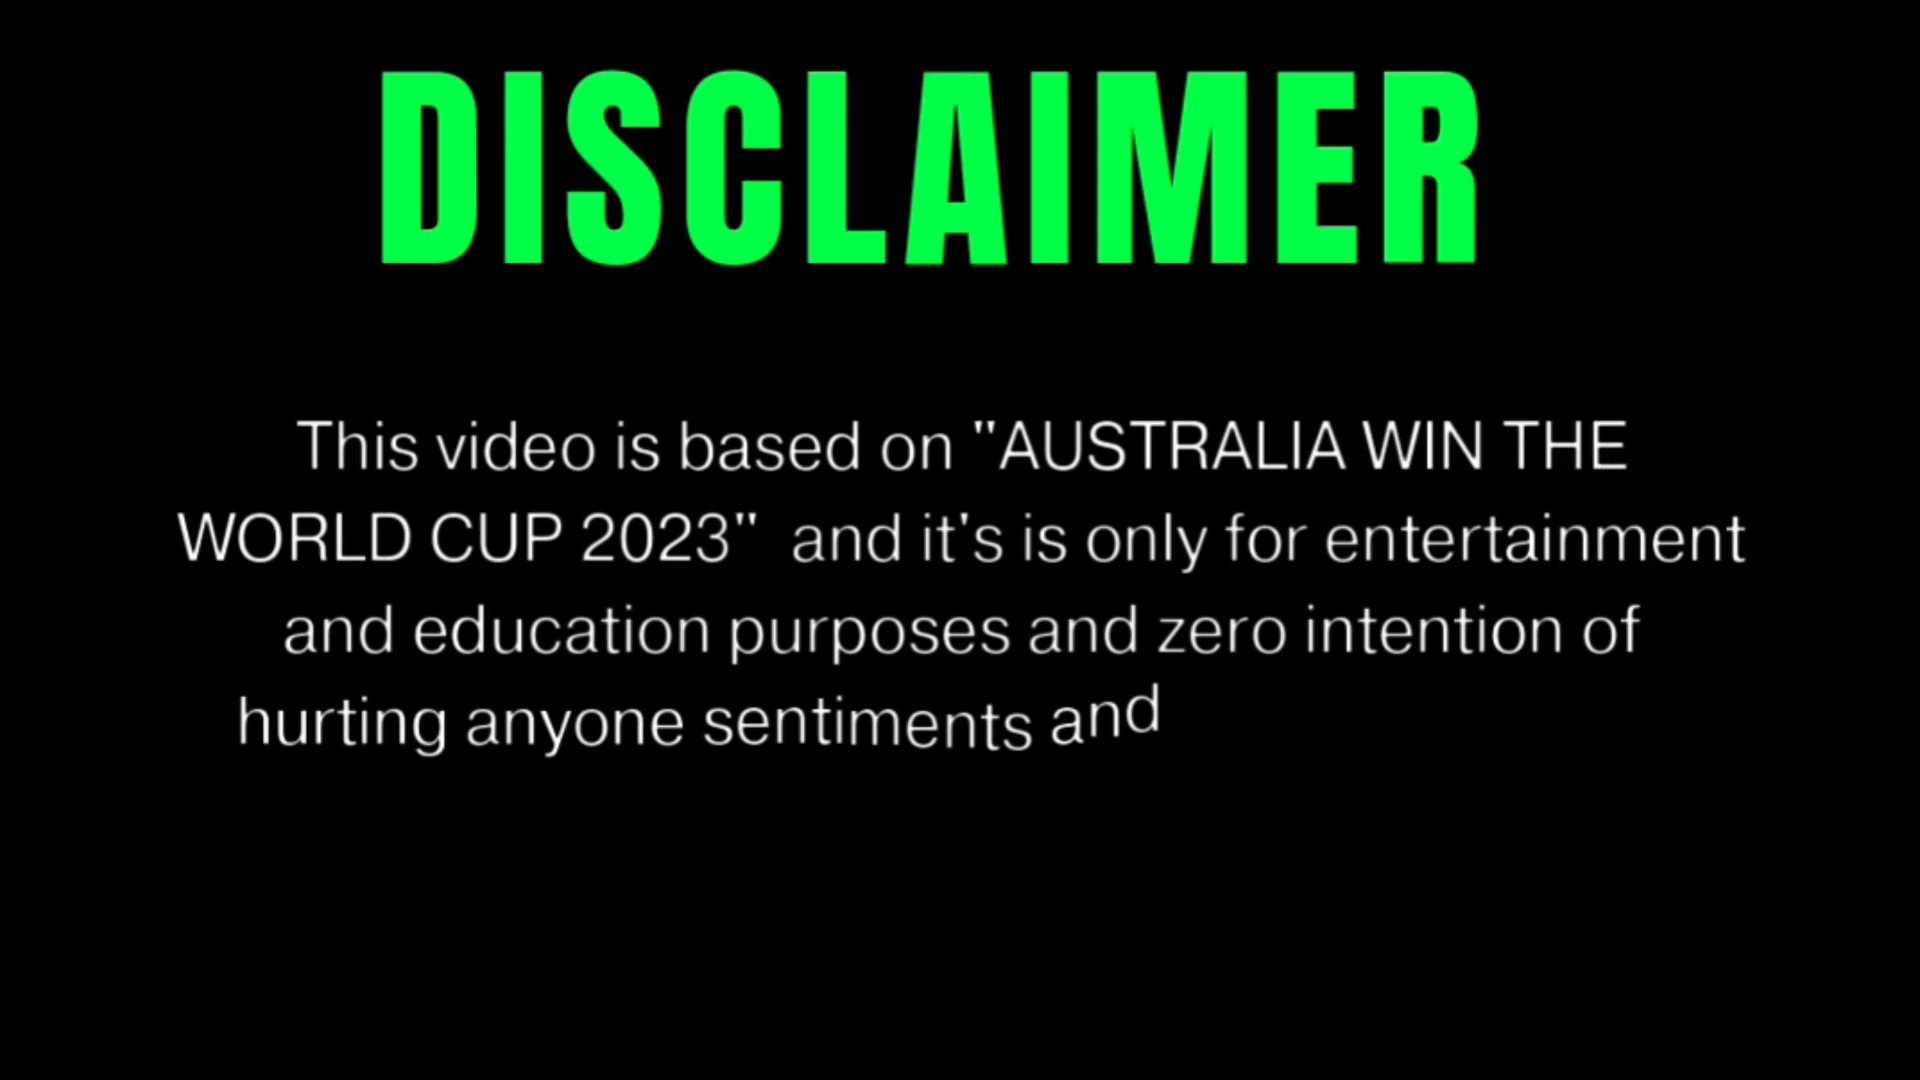 DISCLAIMER
This video is based on "AUSTRALIA WIN THE
WORLD CUP 2023"  and it's is only for entertainment
and education purposes and zero intention of
hurting anyone sentiments and